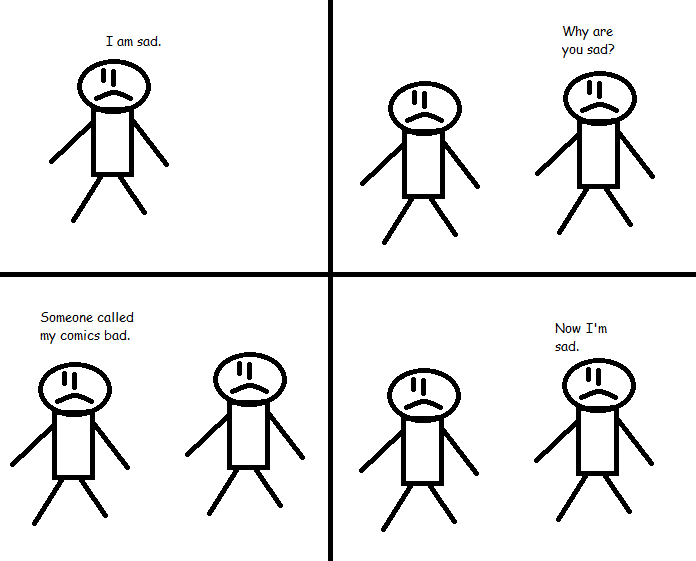 I am sad.
Why are
you sad?
Someone called
my comics bad.
Now I'm
sad.